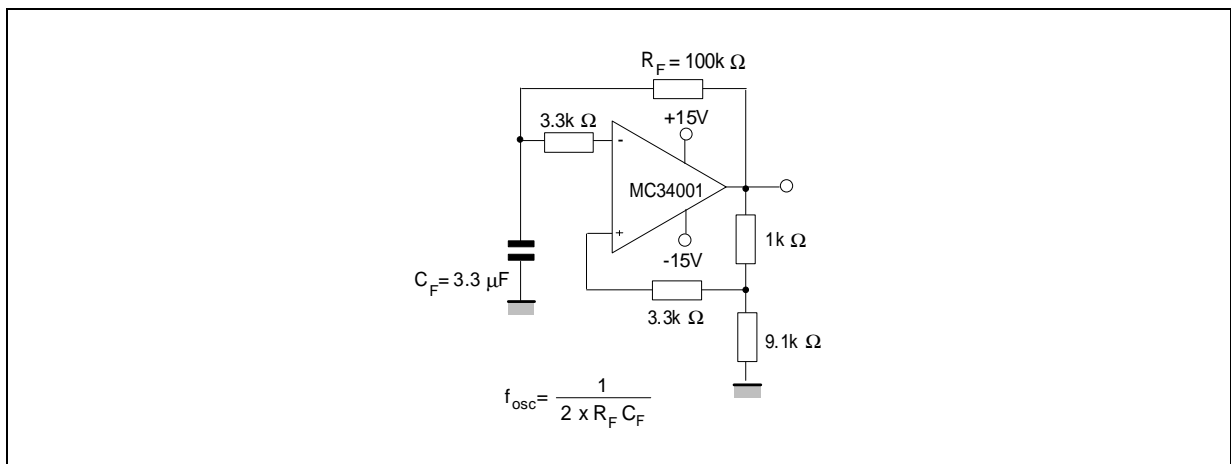 R_F = 100k Ω
3.3k Ω
+15V
-
MC34001
+
-15V
1k Ω
C_F = 3.3 μF
3.3k Ω
9.1k Ω
f_osc = 1 / 2 x R_F C_F